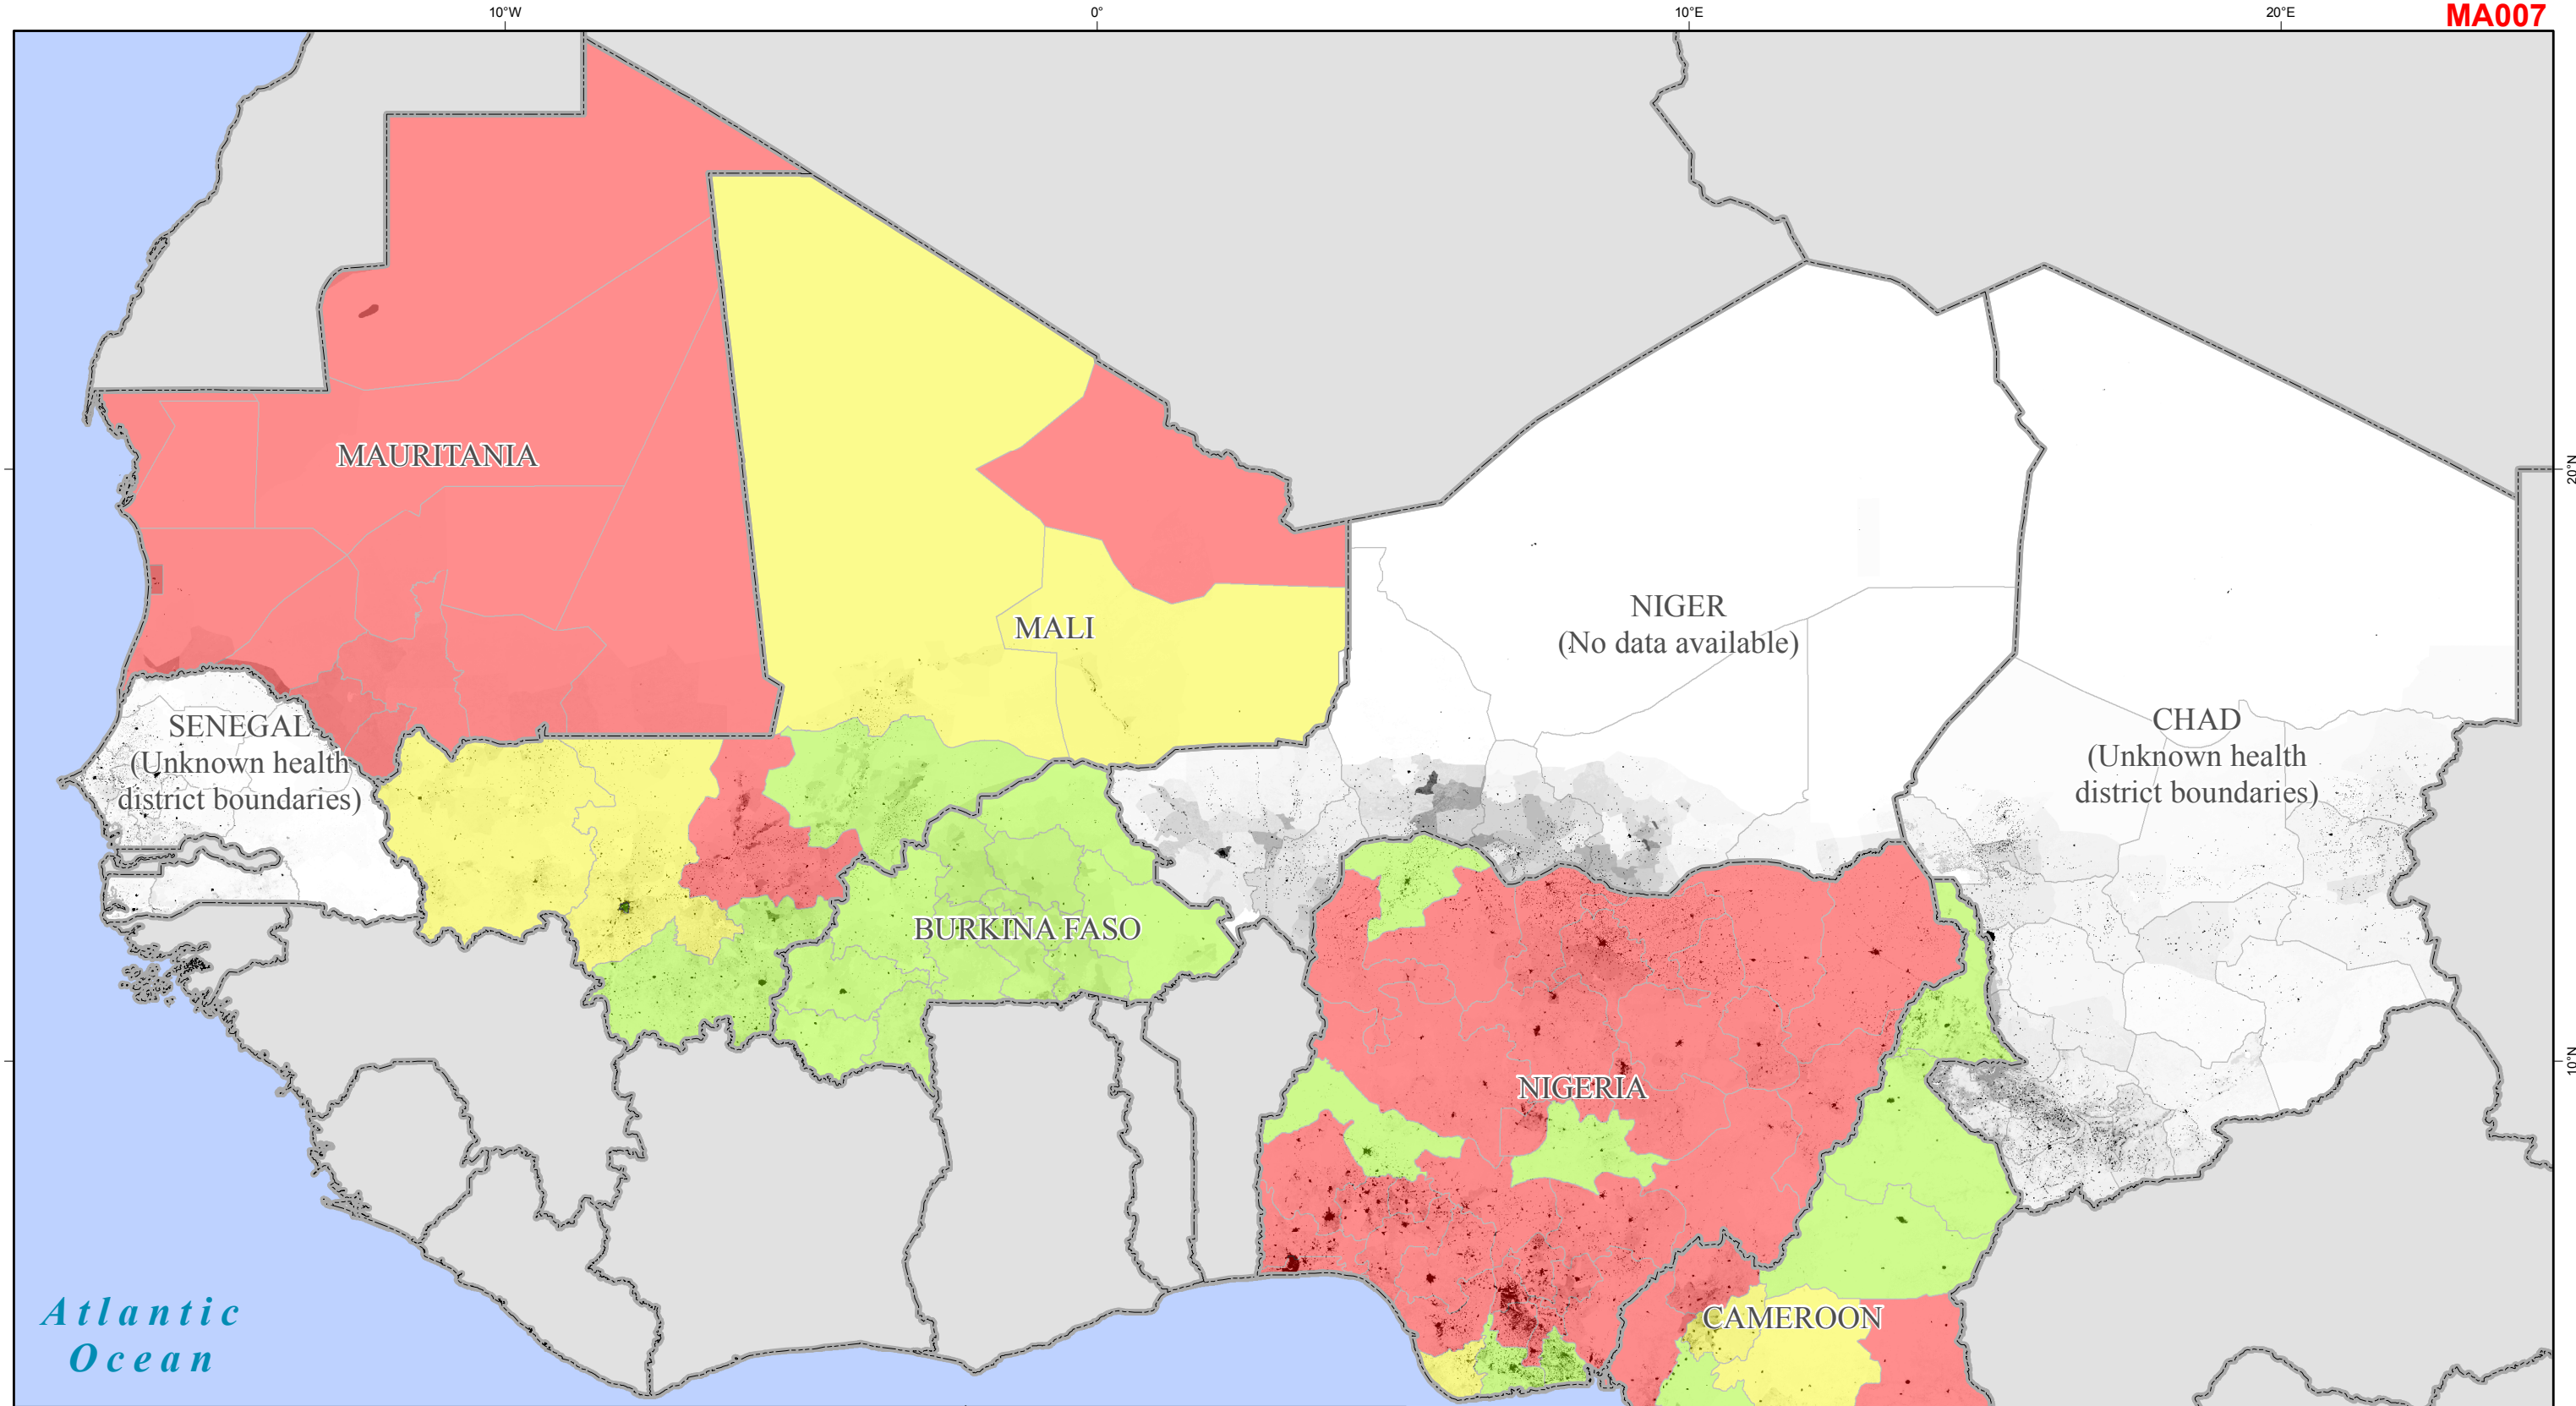 10°W
0°
10°E
20°E
MA007
MAURITANIA
20°N
NIGER
(No data available)
MALI
SENEGAL
(Unknown health
district boundaries)
CHAD
(Unknown health
district boundaries)
BURKINA FASO
10°N
NIGERIA
Atlantic
Ocean
CAMEROON